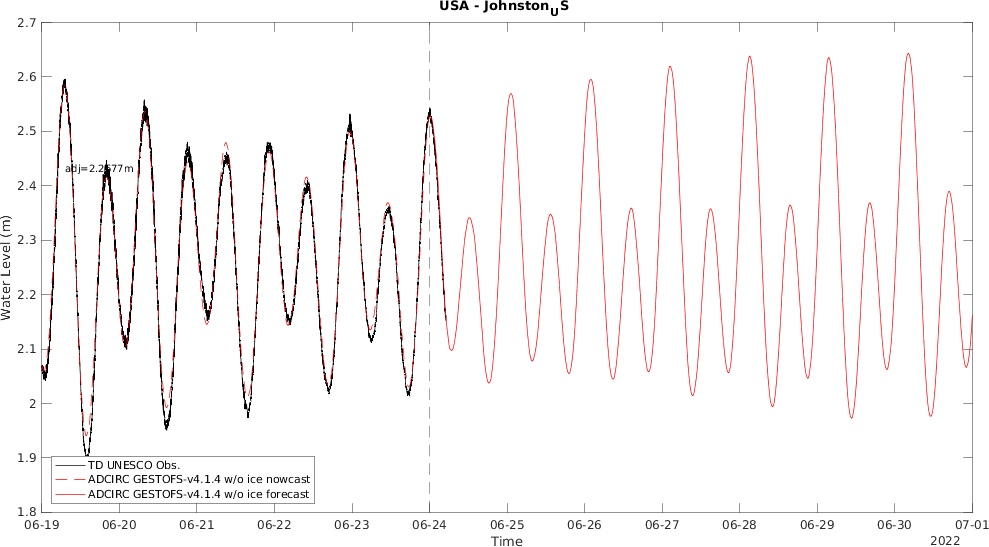 USA - Johnston_US
2.7
2.6
2.5
2.4
2.3
2.2
2.1
2
1.9
1.8
Water Level (m)
TD UNESCO Obs.
ADCIRC GESTOFS-v4.1.4 w/o ice nowcast
ADCIRC GESTOFS-v4.1.4 w/o ice forecast
06-19 06-20 06-21 06-22 06-23 06-24 06-25 06-26 06-27 06-28 06-29 06-30 07-01
Time
2022